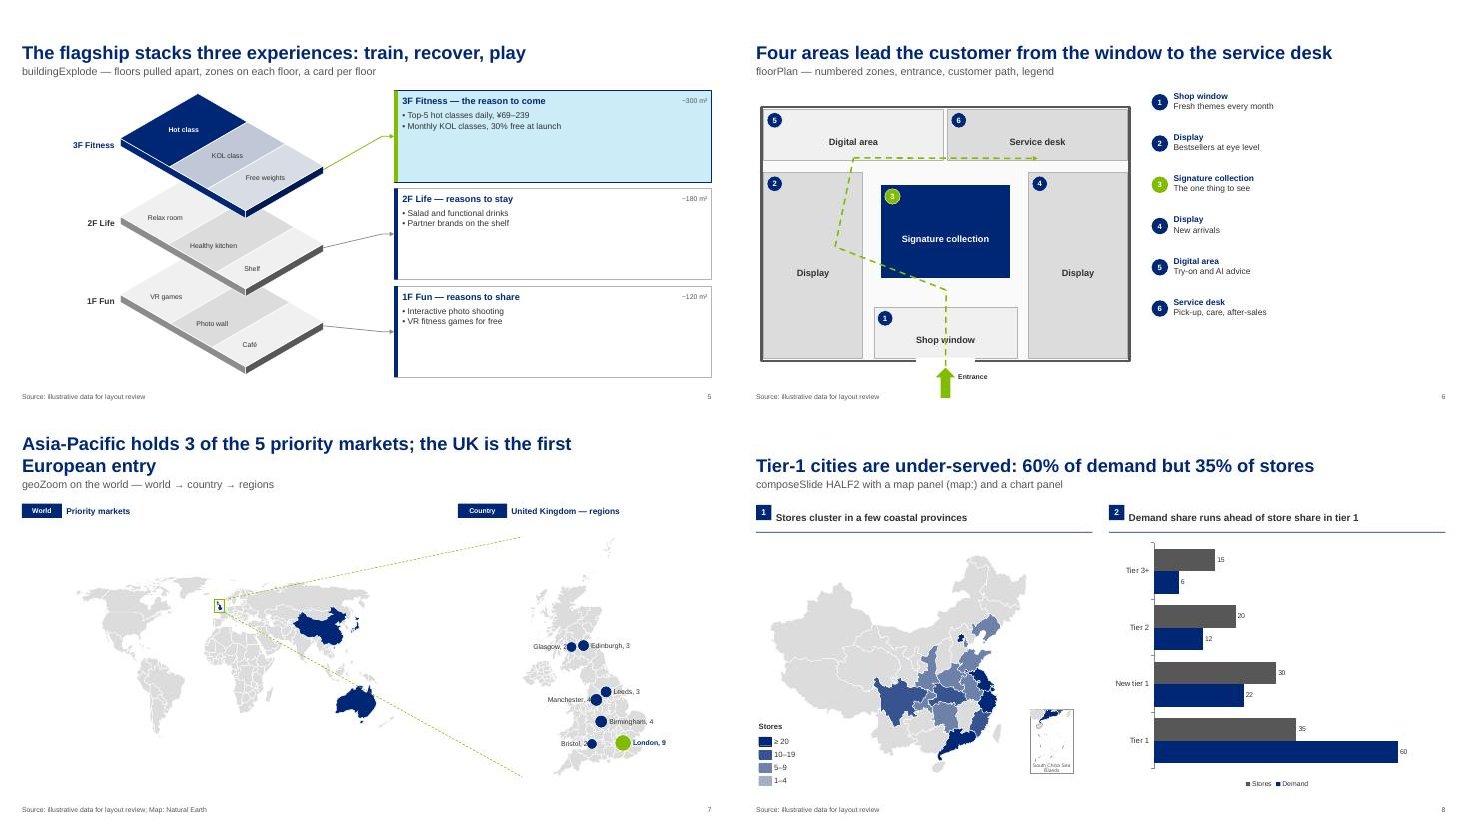 The flagship stacks three experiences: train, recover, play
buildingExplode — floors pulled apart, zones on each floor, a card per floor
Hot class
KOL class
Free weights
3F Fitness
Relax room
Healthy kitchen
Shelf
2F Life
VR games
Photo wall
Café
1F Fun
3F Fitness — the reason to come
~300 m²
• Top-5 hot classes daily, ¥69–239
• Monthly KOL classes, 30% free at launch
2F Life — reasons to stay
~180 m²
• Salad and functional drinks
• Partner brands on the shelf
1F Fun — reasons to share
~120 m²
• Interactive photo shooting
• VR fitness games for free
Source: illustrative data for layout review
5
Four areas lead the customer from the window to the service desk
floorPlan — numbered zones, entrance, customer path, legend
5
Digital area
6
Service desk
2
Display
3
Signature collection
4
Display
1
Shop window
Entrance
1
Shop window
Fresh themes every month
2
Display
Bestsellers at eye level
3
Signature collection
The one thing to see
4
Display
New arrivals
5
Digital area
Try-on and AI advice
6
Service desk
Pick-up, care, after-sales
Source: illustrative data for layout review
6
Asia-Pacific holds 3 of the 5 priority markets; the UK is the first
European entry
geoZoom on the world — world → country → regions
World
Priority markets
Country
United Kingdom — regions
Glasgow,
Edinburgh, 3
Leeds, 3
Manchester,
Birmingham, 4
Bristol,
London, 9
Source: illustrative data for layout review; Map: Natural Earth
7
Tier-1 cities are under-served: 60% of demand but 35% of stores
composeSlide HALF2 with a map panel (map:) and a chart panel
1
Stores cluster in a few coastal provinces
Stores
≥ 20
10–19
5–9
1–4
South China Sea
Islands
2
Demand share runs ahead of store share in tier 1
Tier 3+
15
6
Tier 2
20
12
New tier 1
30
22
Tier 1
35
60
Stores
Demand
Source: illustrative data for layout review
8